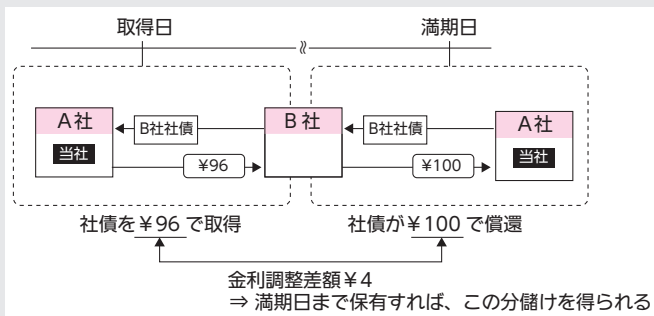 取得日 満期日
A社 B社社債 B社 B社社債 A社
当社 ¥96 ¥100 当社
社債を¥96で取得 社債が¥100で償還
金利調整差額¥4
⇒ 満期日まで保有すれば、この分儲けを得られる